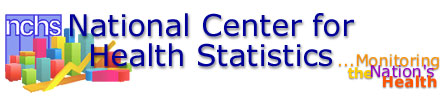 nchs National Center for
Health Statistics
...Monitoring
the Nation's
Health